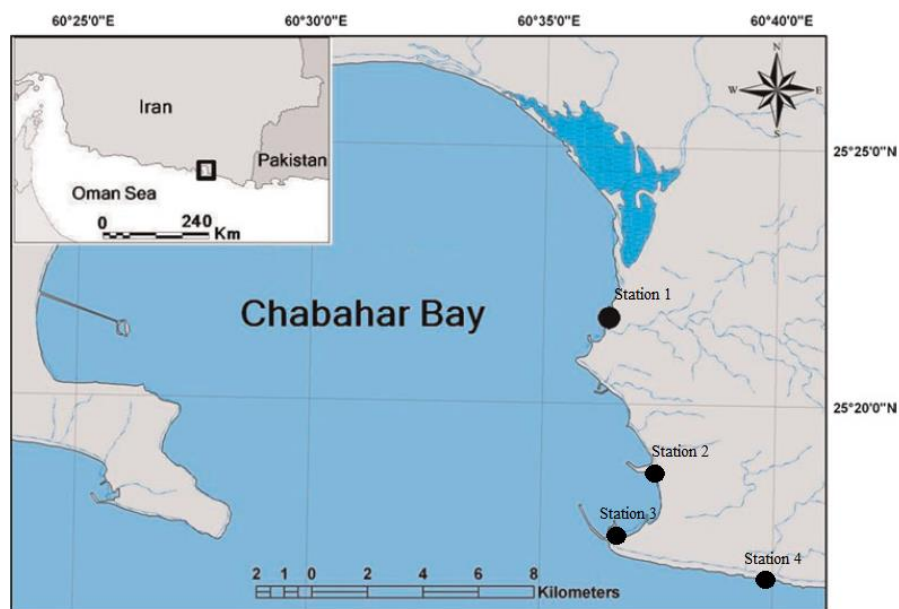 60°25'0"E 60°30'0"E 60°35'0"E 60°40'0"E
N
W E
S
Iran
Pakistan
Oman Sea
0 240
Km
25°25'0"N
Station 1
Chabahar Bay
25°20'0"N
Station 2
Station 3
Station 4
2 1 0 2 4 6 8
Kilometers